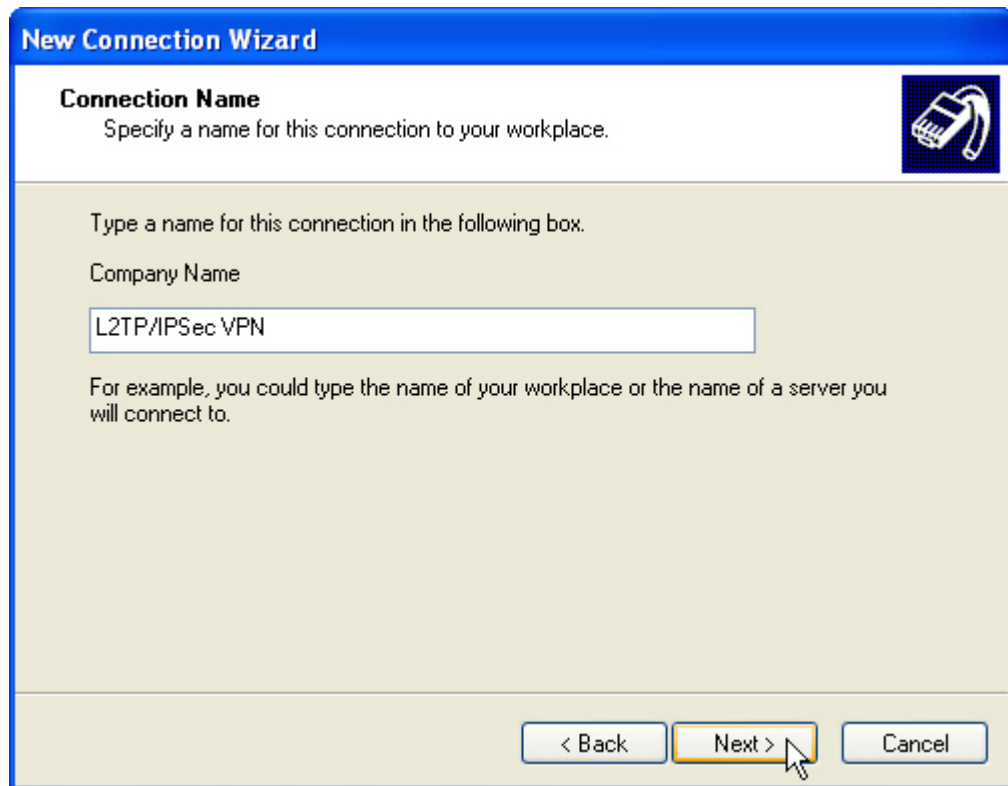 New Connection Wizard
Connection Name
Specify a name for this connection to your workplace.
Type a name for this connection in the following box.
Company Name
L2TP/IPSec VPN
For example, you could type the name of your workplace or the name of a server you
will connect to.
< Back Next > Cancel